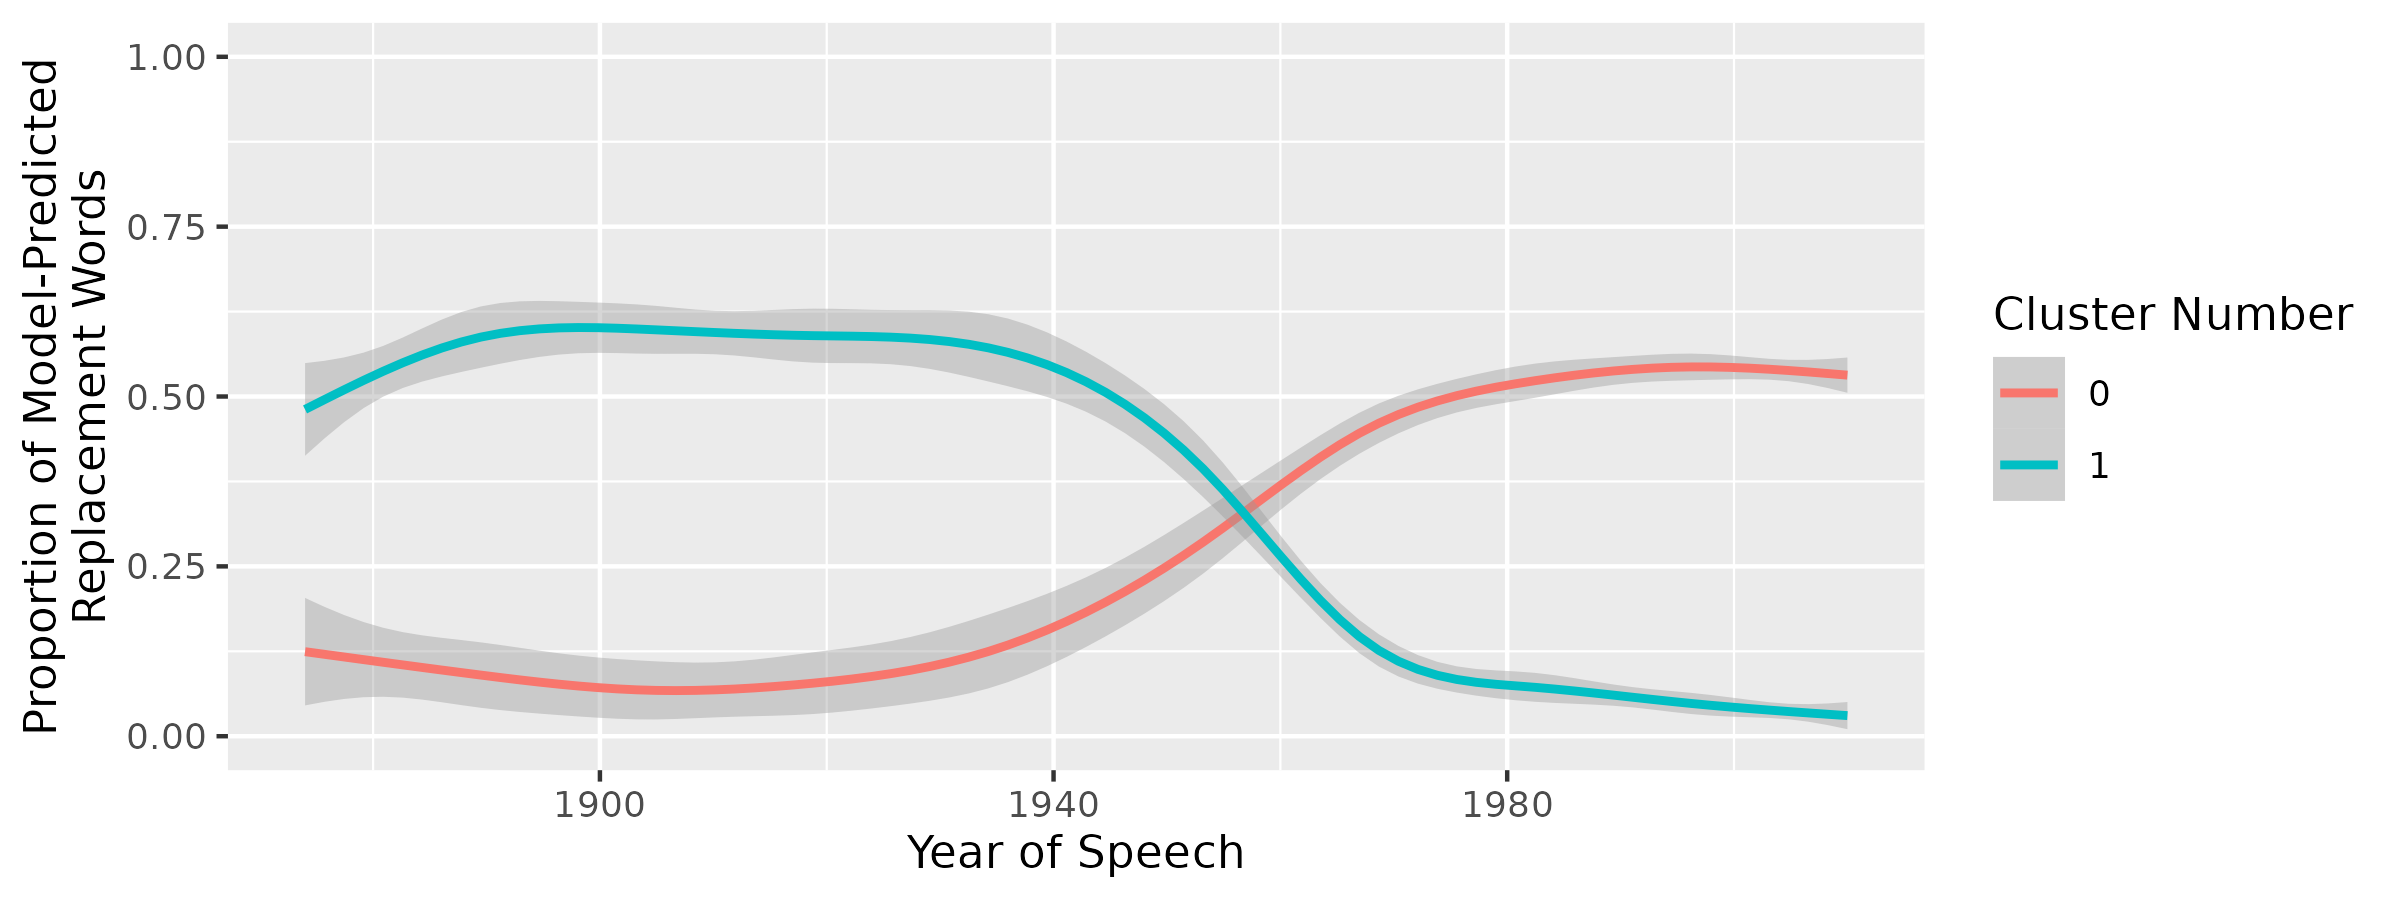 Proportion of Model-Predicted
Replacement Words
1.00
0.75
0.50
0.25
0.00
1900
1940
1980
Year of Speech
Cluster Number
0
1